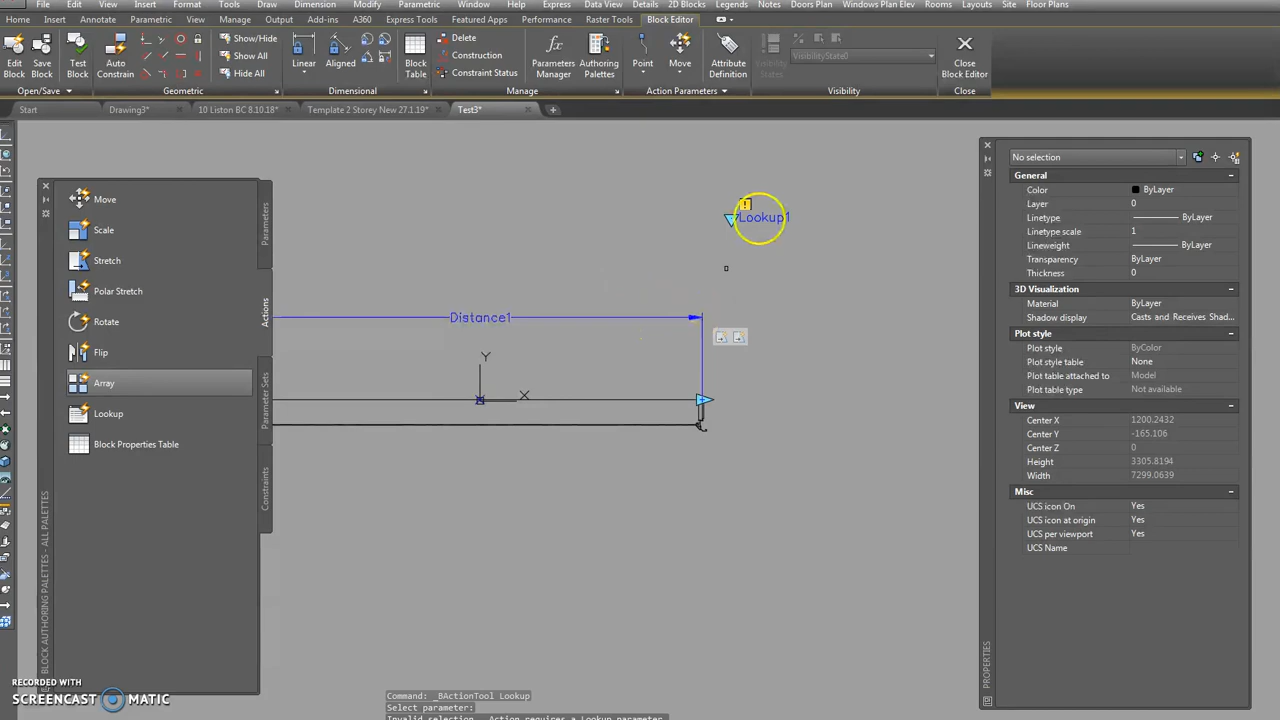 File Edit View Insert Format Tools Draw Dimension Modify Parametric Window Help Express Data View Details 2D Blocks Legends Notes Doors Plan Windows Plan Elev Rooms Layouts Site Floor Plans
Home Insert Annotate Parametric View Manage Output Add-ins A360 Express Tools Featured Apps Performance Raster Tools Block Editor
Edit Block
Save Block
Test Block
Auto Constrain
Show/Hide
Show All
Hide All
Linear
Aligned
Block Table
Delete
Construction
Constraint Status
Parameters Manager
Authoring Palettes
Point
Move
Attribute Definition
Visibility States
VisibilityState0
Close Block Editor
Open/Save Geometric Dimensional Manage Action Parameters Visibility Close
Start Drawing3* 10 Liston BC 8.10.18* Template 2 Storey New 27.1.19* Test3*
Move
Scale
Stretch
Polar Stretch
Rotate
Flip
Array
Lookup
Block Properties Table
Parameters
Actions
Parameter Sets
Constraints
BLOCK AUTHORING PALETTES - ALL PALETTES
Lookup1
Distance1
Y
X
No selection
General
Color ByLayer
Layer 0
Linetype ByLayer
Linetype scale 1
Lineweight ByLayer
Transparency ByLayer
Thickness 0
3D Visualization
Material ByLayer
Shadow display Casts and Receives Shad...
Plot style
Plot style ByColor
Plot style table None
Plot table attached to Model
Plot table type Not available
View
Center X 1200.2432
Center Y -165.106
Center Z 0
Height 3305.8194
Width 7299.0639
Misc
UCS icon On Yes
UCS icon at origin Yes
UCS per viewport Yes
UCS Name
PROPERTIES
RECORDED WITH
SCREENCAST MATIC
Command: _BActionTool Lookup
Select parameter:
Invalid selection. Action requires a Lookup parameter